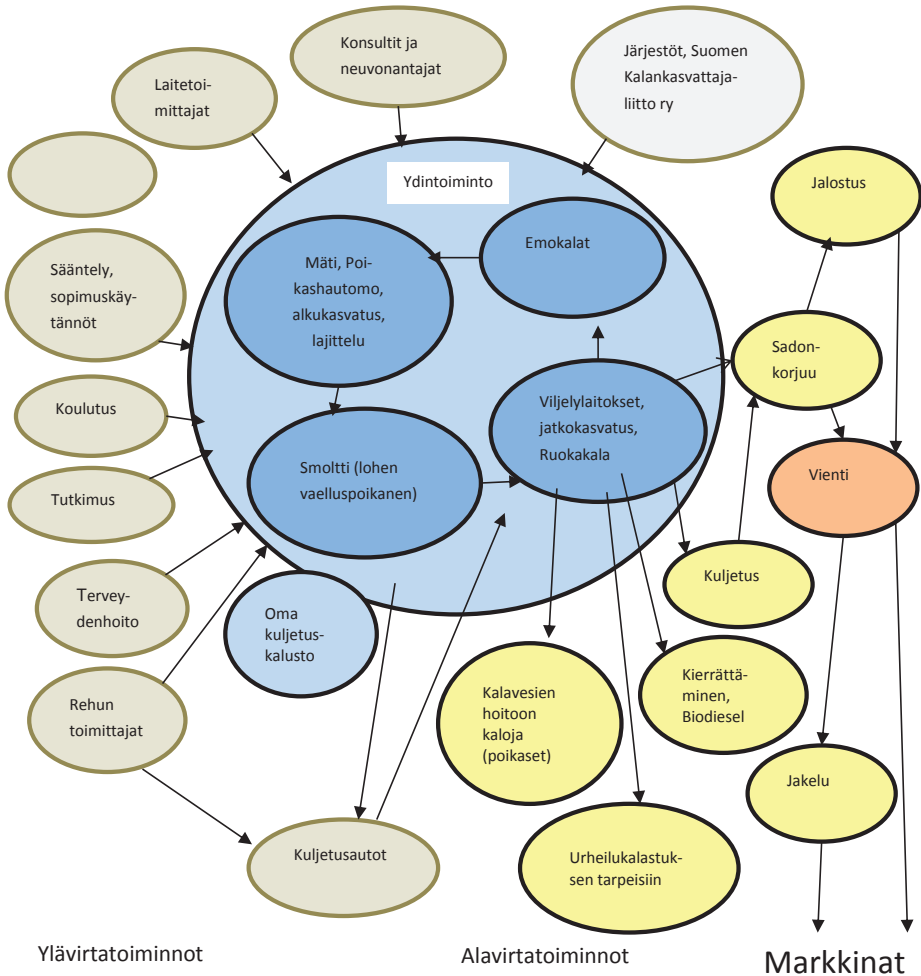 Konsultit ja
neuvonantajat
Järjestöt, Suomen
Kalankasvattaja-
liitto ry
Laitetoi-
mittajat
Ydintoiminto
Jalostus
Emokalat
Mäti, Poi-
kashautomo,
alkukasvatus,
lajittelu
Sääntely,
sopimuskäy-
tännöt
Sadon-
korjuu
Koulutus
Viljelylaitokset,
jatkokasvatus,
Ruokakala
Smoltti (lohen
vaelluspoikanen)
Vienti
Tutkimus
Kuljetus
Tervey-
denhoito
Oma
kuljetus-
kalusto
Rehun
toimittajat
Kalavesien
hoitoon
kaloja
(poikaset)
Kierrättä-
minen,
Biodiesel
Jakelu
Kuljetusautot
Urheilukalastuk-
sen tarpeisiin
Ylävirtatoiminnot
Alavirtatoiminnot
Markkinat